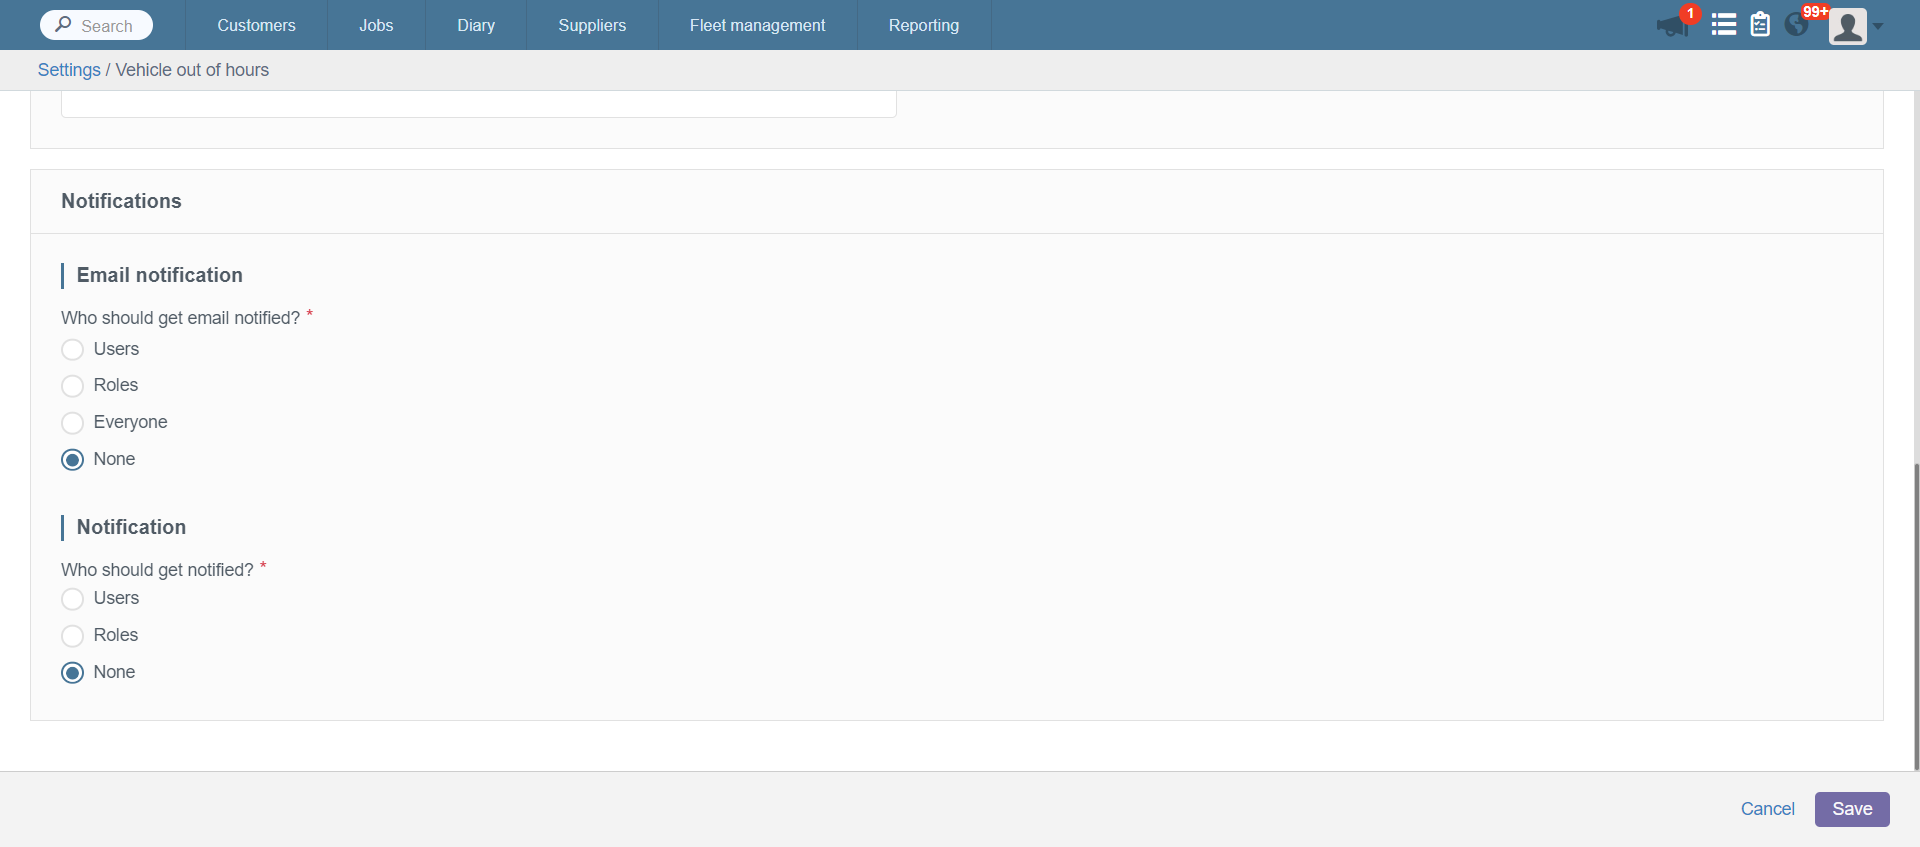 Search
Customers
Jobs
Diary
Suppliers
Fleet management
Reporting
1
99+
Settings / Vehicle out of hours
Notifications
Email notification
Who should get email notified? *
Users
Roles
Everyone
None
Notification
Who should get notified? *
Users
Roles
None
Cancel
Save